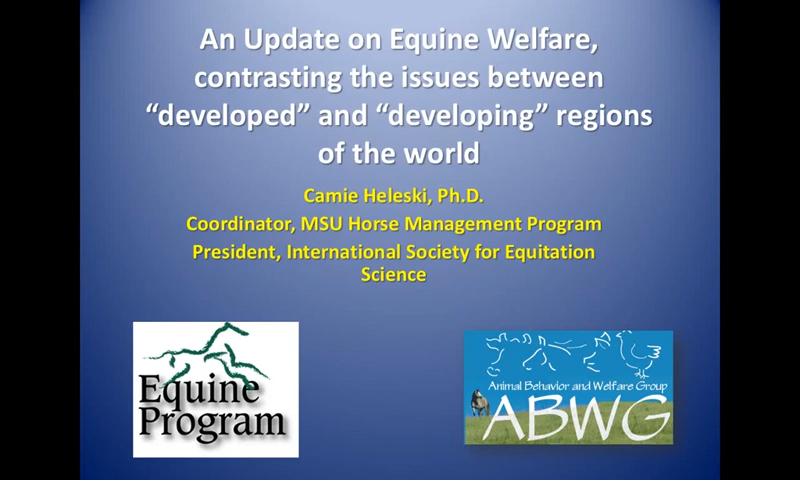 An Update on Equine Welfare,
contrasting the issues between
“developed” and “developing” regions
of the world
Camie Heleski, Ph.D.
Coordinator, MSU Horse Management Program
President, International Society for Equitation
Science
Equine
Program
Animal Behavior and Welfare Group
ABWG